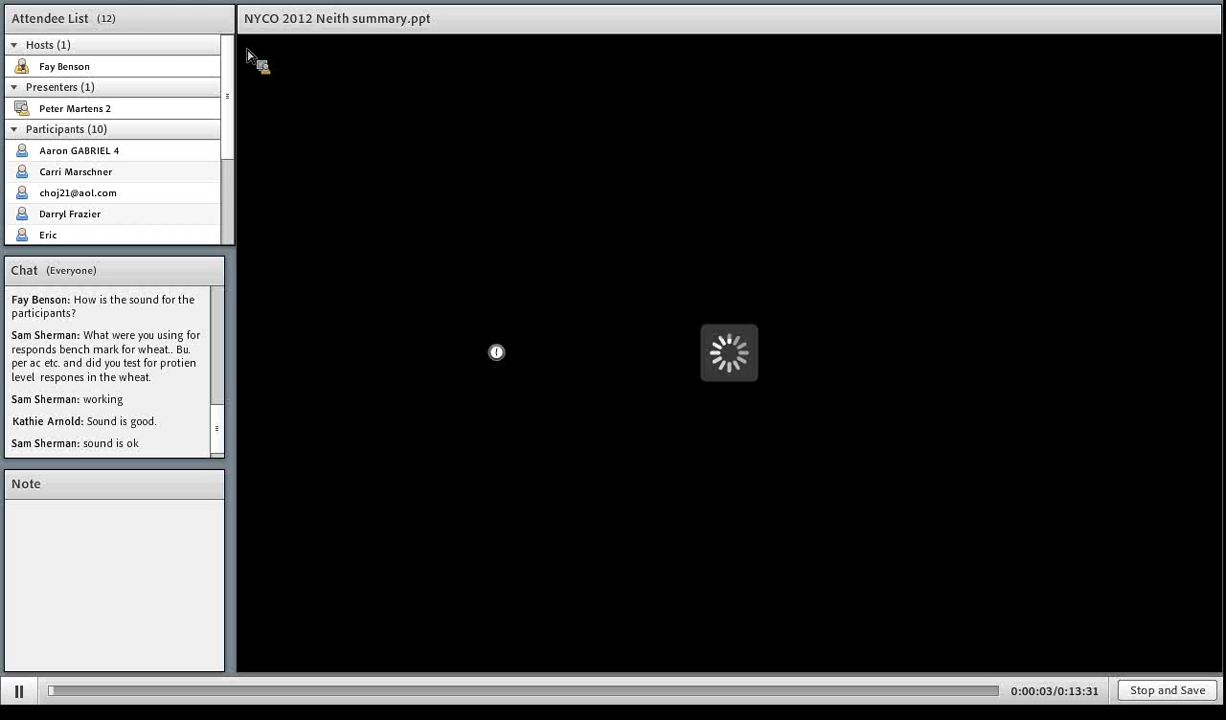 Attendee List (12)
Hosts (1)
Fay Benson
Presenters (1)
Peter Martens 2
Participants (10)
Aaron GABRIEL 4
Carri Marschner
choj21@aol.com
Darryl Frazier
Eric
Chat (Everyone)
Fay Benson: How is the sound for the
participants?
Sam Sherman: What were you using for
responds bench mark for wheat.. Bu.
per ac etc. and did you test for protien
level respones in the wheat.
Sam Sherman: working
Kathie Arnold: Sound is good.
Sam Sherman: sound is ok
Note
NYCO 2012 Neith summary.ppt
0:00:03/0:13:31
Stop and Save